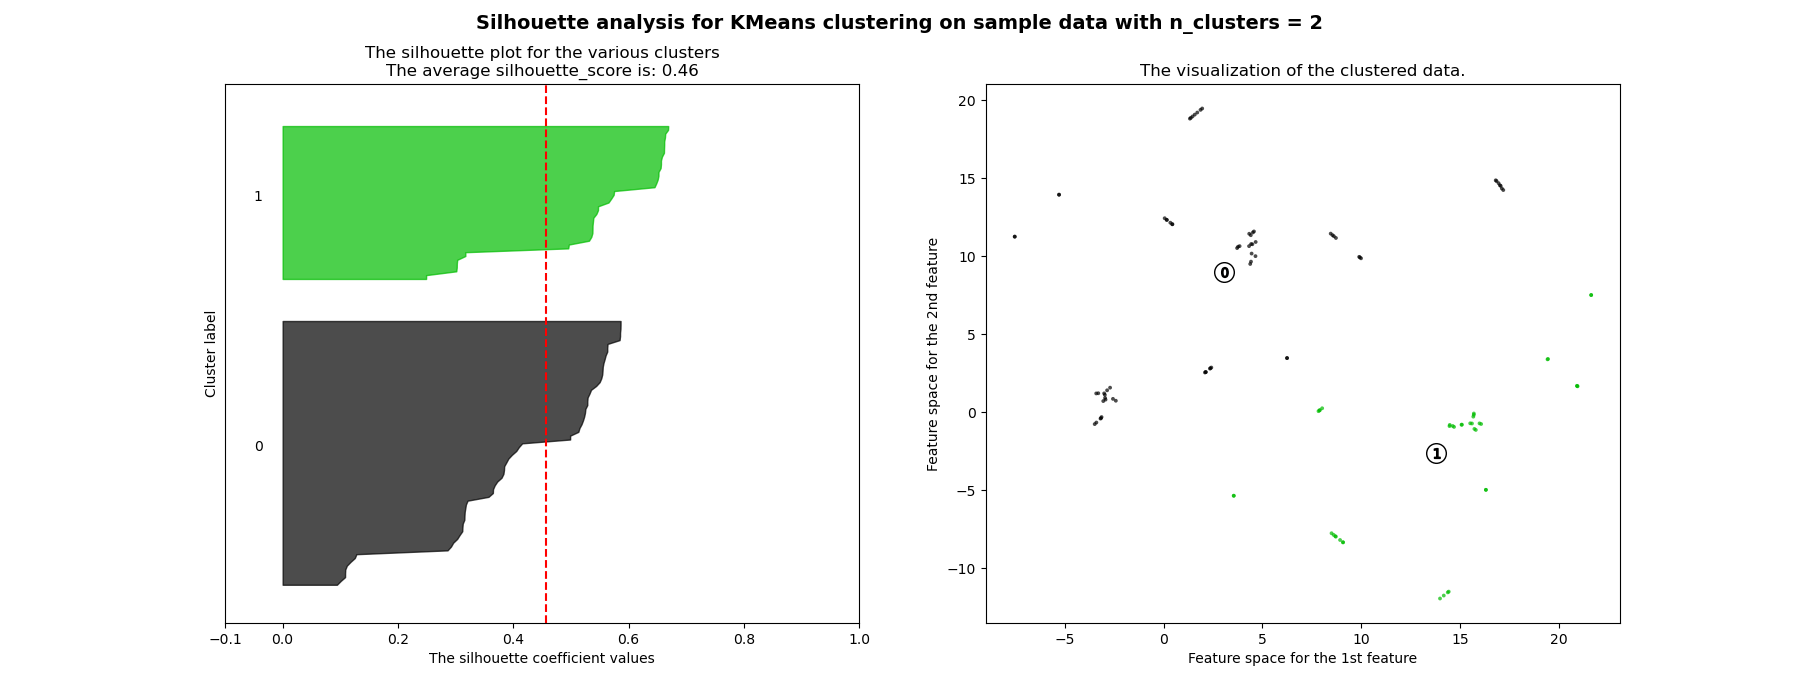 Silhouette analysis for KMeans clustering on sample data with n_clusters = 2
The silhouette plot for the various clusters
The average silhouette_score is: 0.46
1
0
Cluster label
−0.1 0.0 0.2 0.4 0.6 0.8 1.0
The silhouette coefficient values
The visualization of the clustered data.
20
15
10
5
0
−5
−10
Feature space for the 2nd feature
0
1
−5 0 5 10 15 20
Feature space for the 1st feature